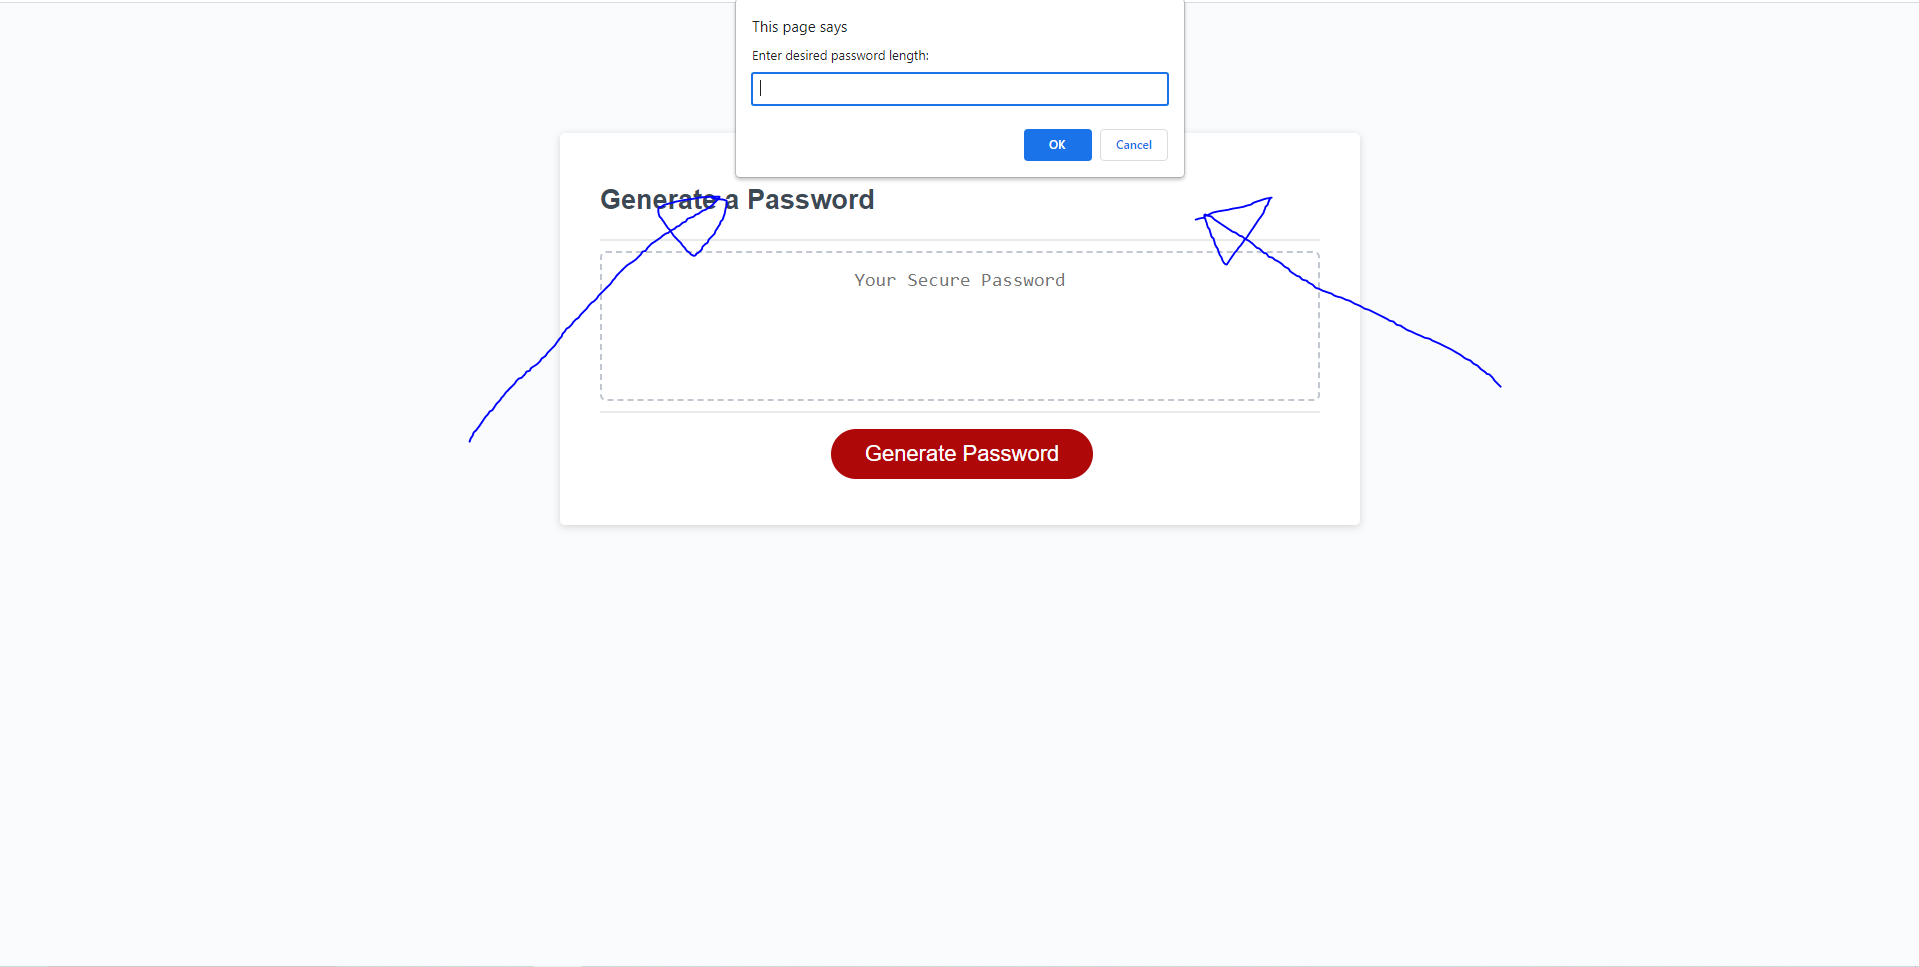 This page says
Enter desired password length:
OK Cancel
Generate a Password
Your Secure Password
Generate Password